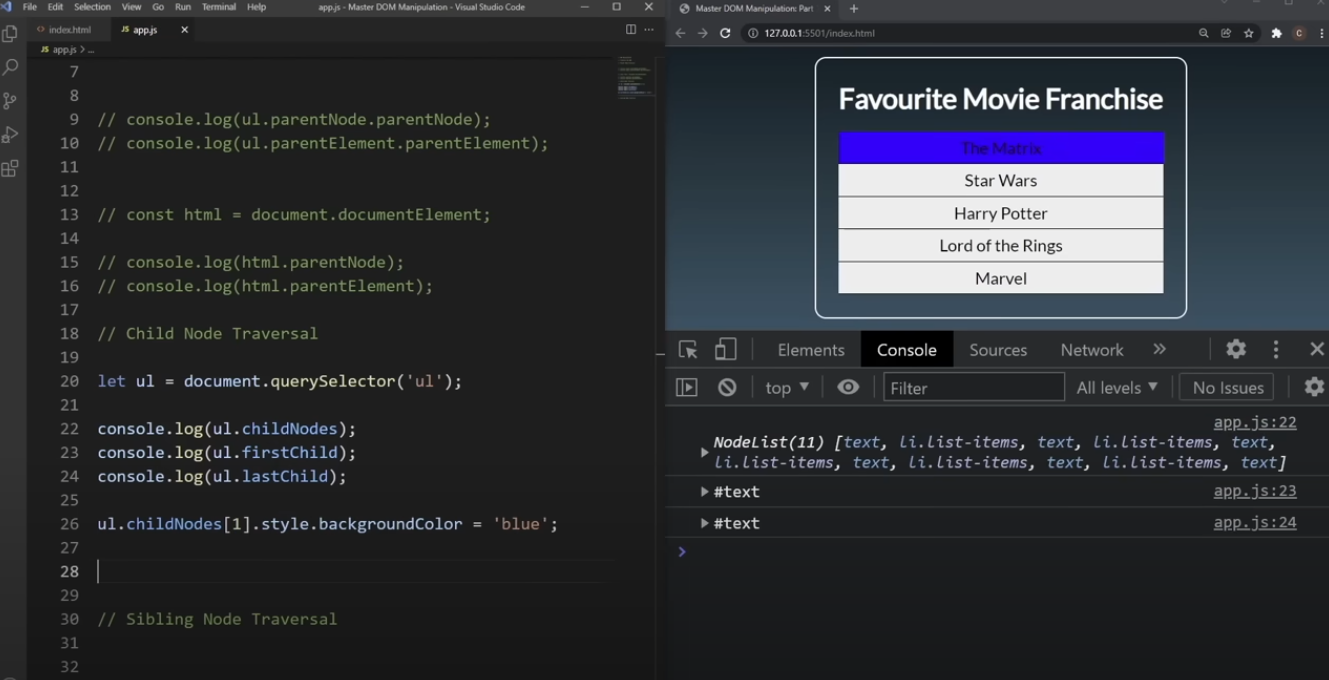 File Edit Selection View Go Run Terminal Help
app.js - Master DOM Manipulation - Visual Studio Code
index.html
JS app.js
JS app.js > ...
7
8
9 // console.log(ul.parentNode.parentNode);
10 // console.log(ul.parentElement.parentElement);
11
12
13 // const html = document.documentElement;
14
15 // console.log(html.parentNode);
16 // console.log(html.parentElement);
17
18 // Child Node Traversal
19
20 let ul = document.querySelector('ul');
21
22 console.log(ul.childNodes);
23 console.log(ul.firstChild);
24 console.log(ul.lastChild);
25
26 ul.childNodes[1].style.backgroundColor = 'blue';
27
28
29
30 // Sibling Node Traversal
31
32
Master DOM Manipulation: Part
127.0.0.1:5501/index.html
C
Favourite Movie Franchise
The Matrix
Star Wars
Harry Potter
Lord of the Rings
Marvel
Elements Console Sources Network
top Filter All levels No Issues
app.js:22
NodeList(11) [text, li.list-items, text, li.list-items, text,
li.list-items, text, li.list-items, text, li.list-items, text]
#text app.js:23
#text app.js:24